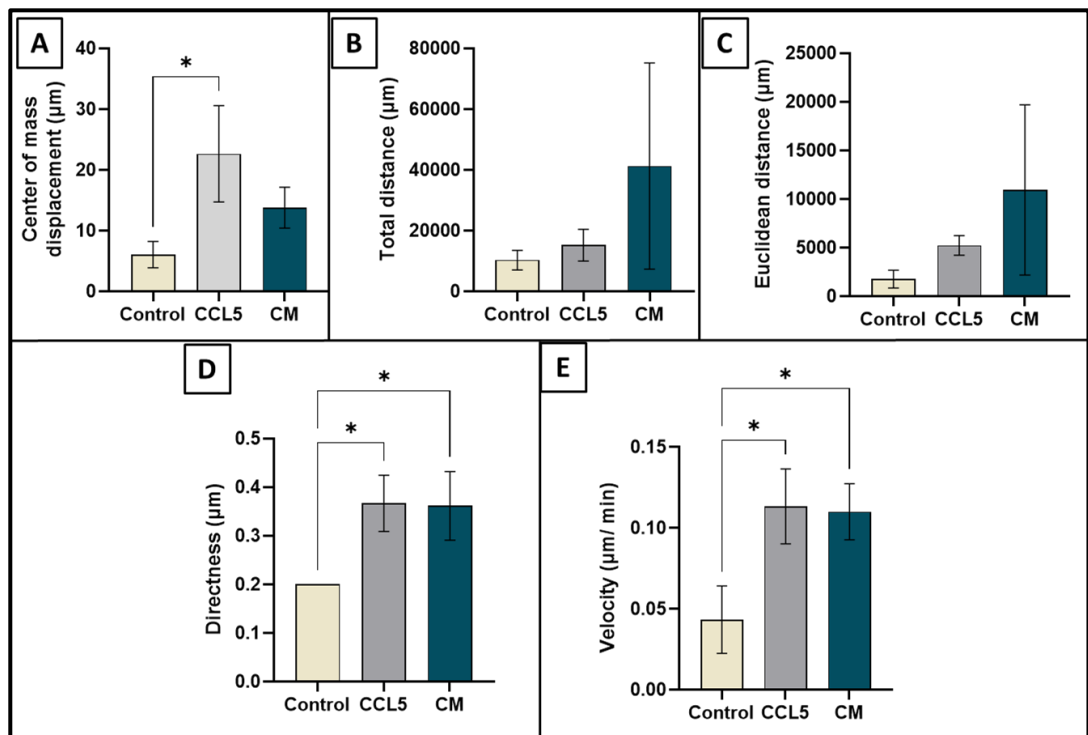 A
Center of mass
displacement (μm)
40
30
20
10
0
*
Control CCL5 CM
B
Total distance (μm)
80000
60000
40000
20000
0
Control CCL5 CM
C
Euclidean distance (μm)
25000
20000
15000
10000
5000
0
Control CCL5 CM
D
Directness (μm)
0.5
0.4
0.3
0.2
0.1
0.0
*
*
Control CCL5 CM
E
Velocity (μm/ min)
0.15
0.10
0.05
0.00
*
*
Control CCL5 CM